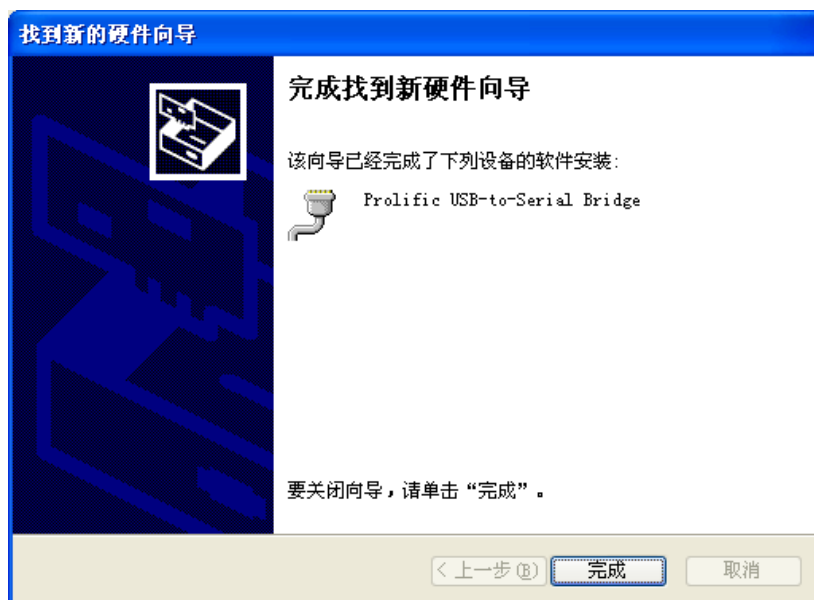 找到新的硬件向导
完成找到新硬件向导
该向导已经完成了下列设备的软件安装:
Prolific USB-to-Serial Bridge
要关闭向导，请单击“完成”。
< 上一步(B)
完成
取消